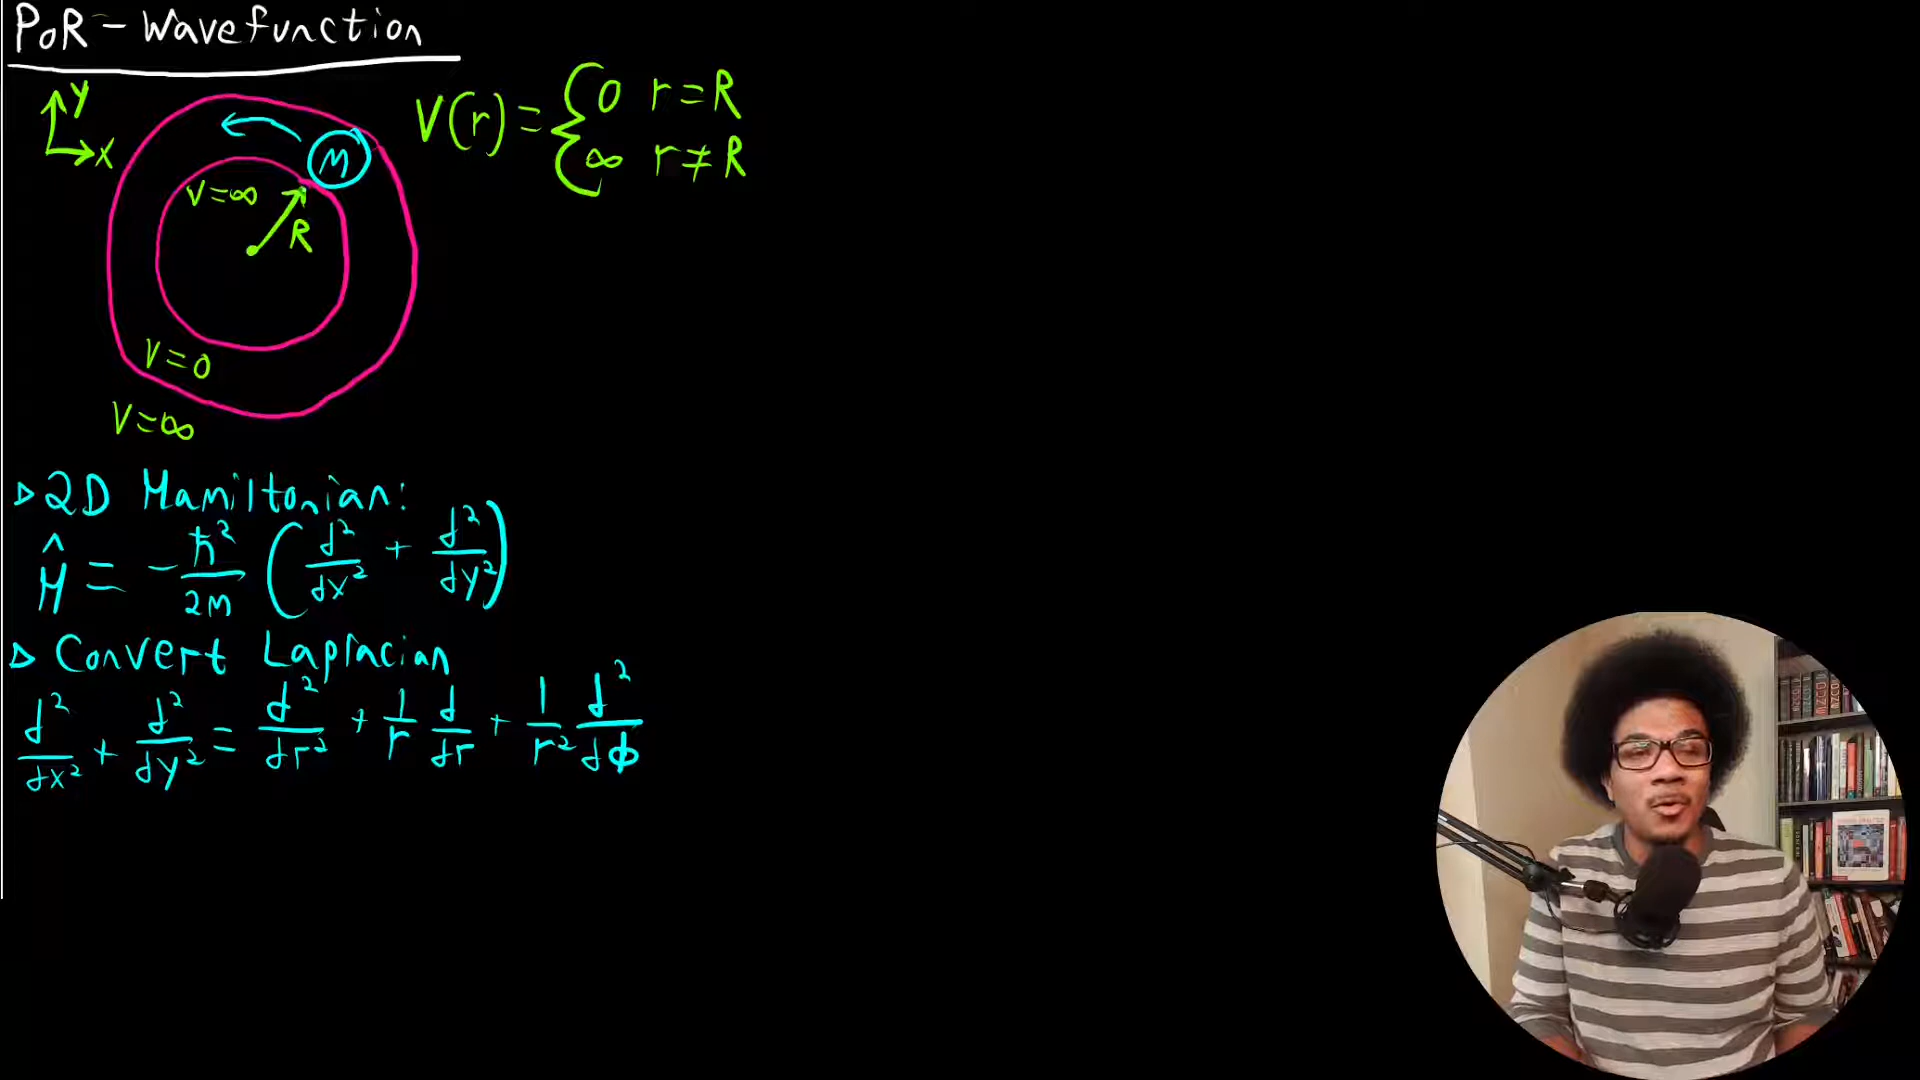 PoR - Wavefunction
y
x
M
V=∞
R
V=0
V=∞
V(r) = { 0 r=R
∞ r≠R
▹ 2D Hamiltonian:
Ĥ = -ħ²/2m (d²/dx² + d²/dy²)
▹ Convert Laplacian
d²/dx² + d²/dy² = d²/dr² + 1/r d/dr + 1/r² d²/dϕ